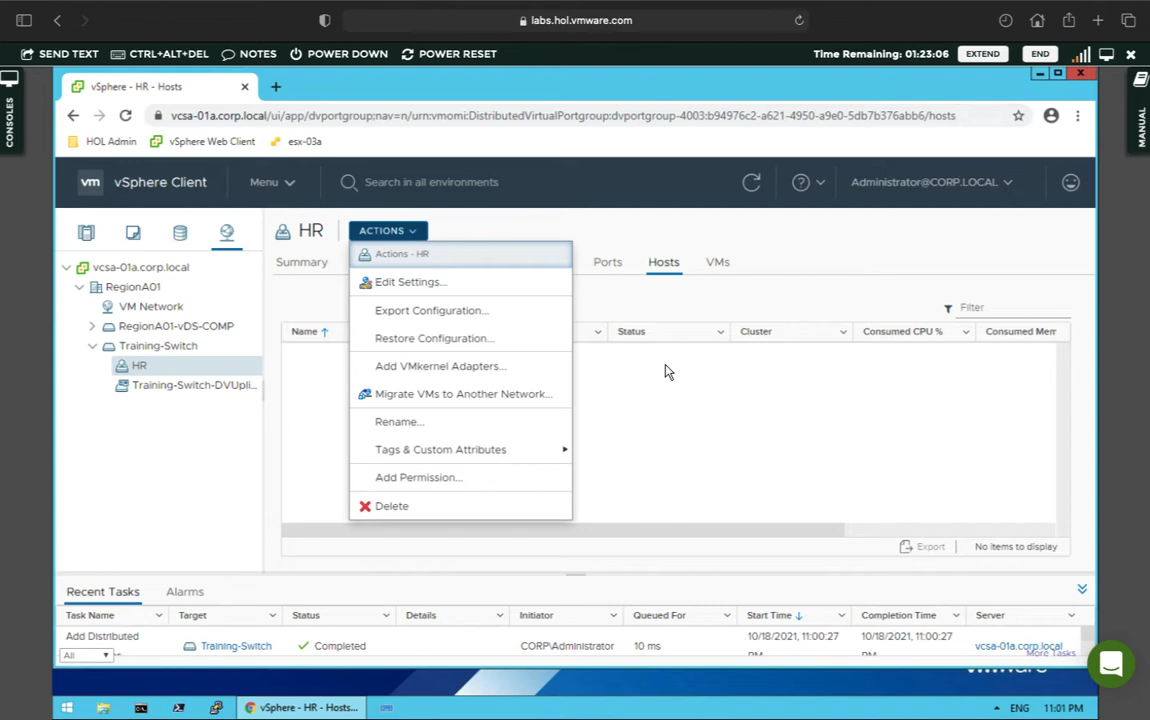 labs.hol.vmware.com
SEND TEXT CTRL+ALT+DEL NOTES POWER DOWN POWER RESET Time Remaining: 01:23:06 EXTEND END
CONSOLES
MANUAL
vSphere - HR - Hosts
vcsa-01a.corp.local/ui/app/dvportgroup;nav=n/urn:vmomi:DistributedVirtualPortgroup:dvportgroup-4003:b94976c2-a621-4950-a9e0-5db7b376abb6/hosts
HOL Admin vSphere Web Client esx-03a
vm vSphere Client Menu Search in all environments Administrator@CORP.LOCAL
HR ACTIONS
Actions - HR
Summary Ports Hosts VMs
vcsa-01a.corp.local
RegionA01
VM Network
RegionA01-vDS-COMP
Training-Switch
HR
Training-Switch-DVUpli...
Edit Settings...
Export Configuration...
Restore Configuration...
Add VMkernel Adapters...
Migrate VMs to Another Network...
Rename...
Tags & Custom Attributes
Add Permission...
Delete
Filter
Name Status Cluster Consumed CPU % Consumed Mem
Export No items to display
Recent Tasks Alarms
Task Name Target Status Details Initiator Queued For Start Time Completion Time Server
Add Distributed Training-Switch Completed CORP\Administrator 10 ms 10/18/2021, 11:00:27 10/18/2021, 11:00:27 vcsa-01a.corp.local
All More Tasks
vSphere - HR - Hosts... ENG 11:01 PM